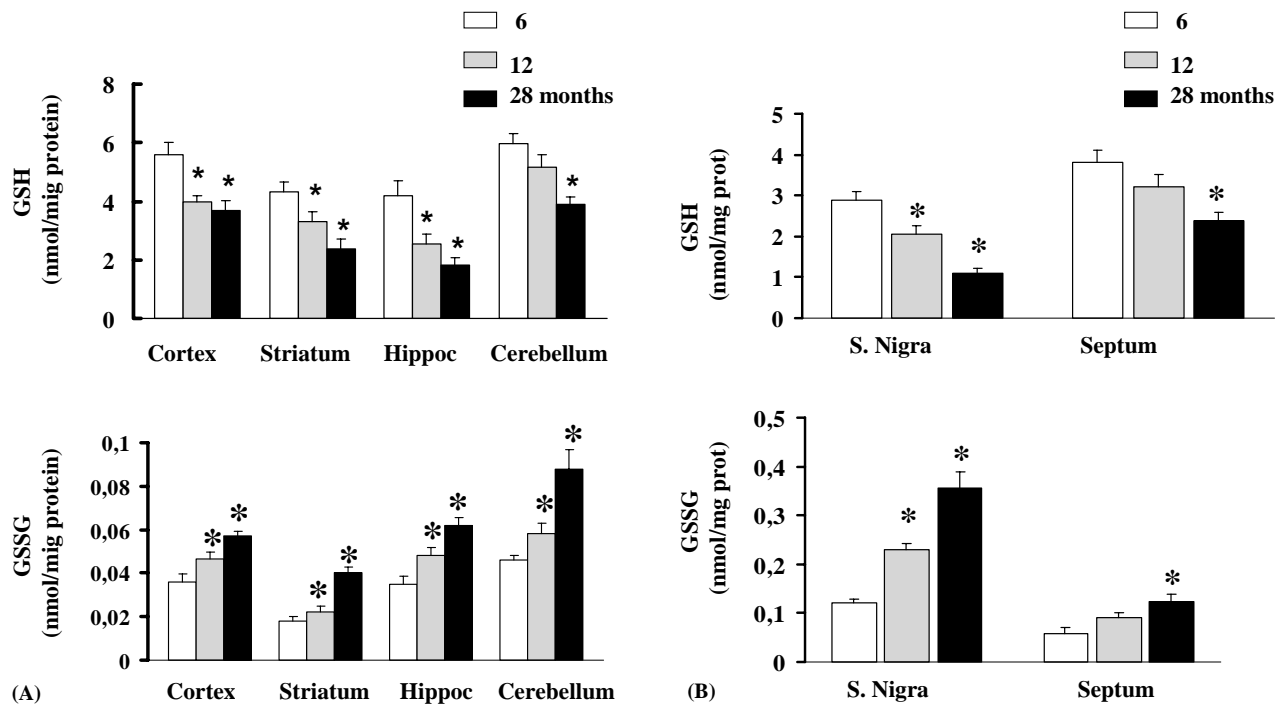 6
12
28 months
GSH
(nmol/mig protein)
8
6
4
2
0
* * * * * * *
Cortex Striatum Hippoc Cerebellum
GSSG
(nmol/mig protein)
0,1
0,08
0,06
0,04
0,02
0
* * * * * * * *
Cortex Striatum Hippoc Cerebellum
(A)
6
12
28 months
GSH
(nmol/mg prot)
5
4
3
2
1
0
* * *
S. Nigra Septum
GSSG
(nmol/mg prot)
0,5
0,4
0,3
0,2
0,1
0
* * *
S. Nigra Septum
(B)